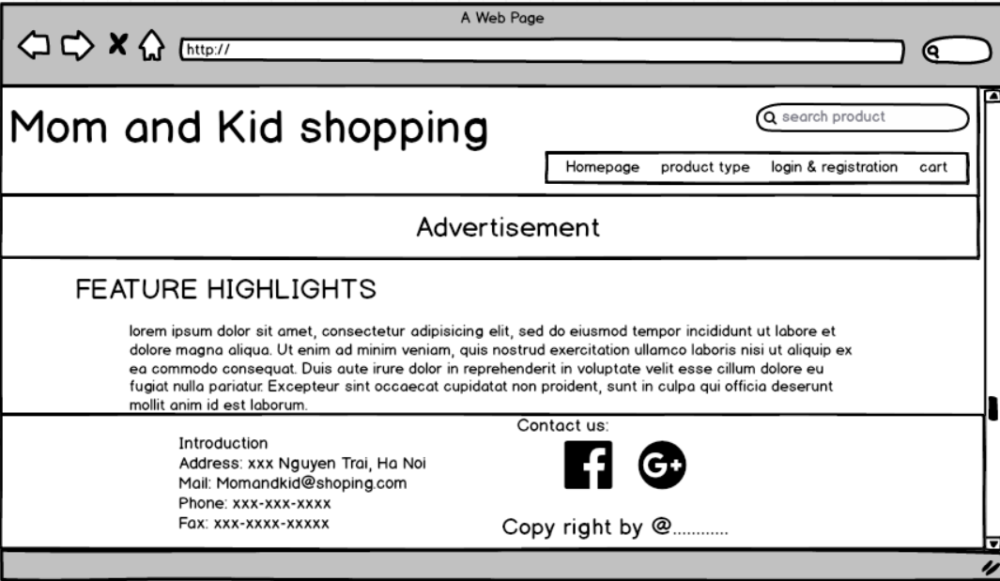 A Web Page
http://
Mom and Kid shopping
search product
Homepage product type login & registration cart
Advertisement
FEATURE HIGHLIGHTS
lorem ipsum dolor sit amet, consectetur adipisicing elit, sed do eiusmod tempor incididunt ut labore et
dolore magna aliqua. Ut enim ad minim veniam, quis nostrud exercitation ullamco laboris nisi ut aliquip ex
ea commodo consequat. Duis aute irure dolor in reprehenderit in voluptate velit esse cillum dolore eu
fugiat nulla pariatur. Excepteur sint occaecat cupidatat non proident, sunt in culpa qui officia deserunt
mollit anim id est laborum.
Introduction
Address: xxx Nguyen Trai, Ha Noi
Mail: Momandkid@shoping.com
Phone: xxx-xxx-xxxx
Fax: xxx-xxxx-xxxxx
Contact us:
f G+
Copy right by @............